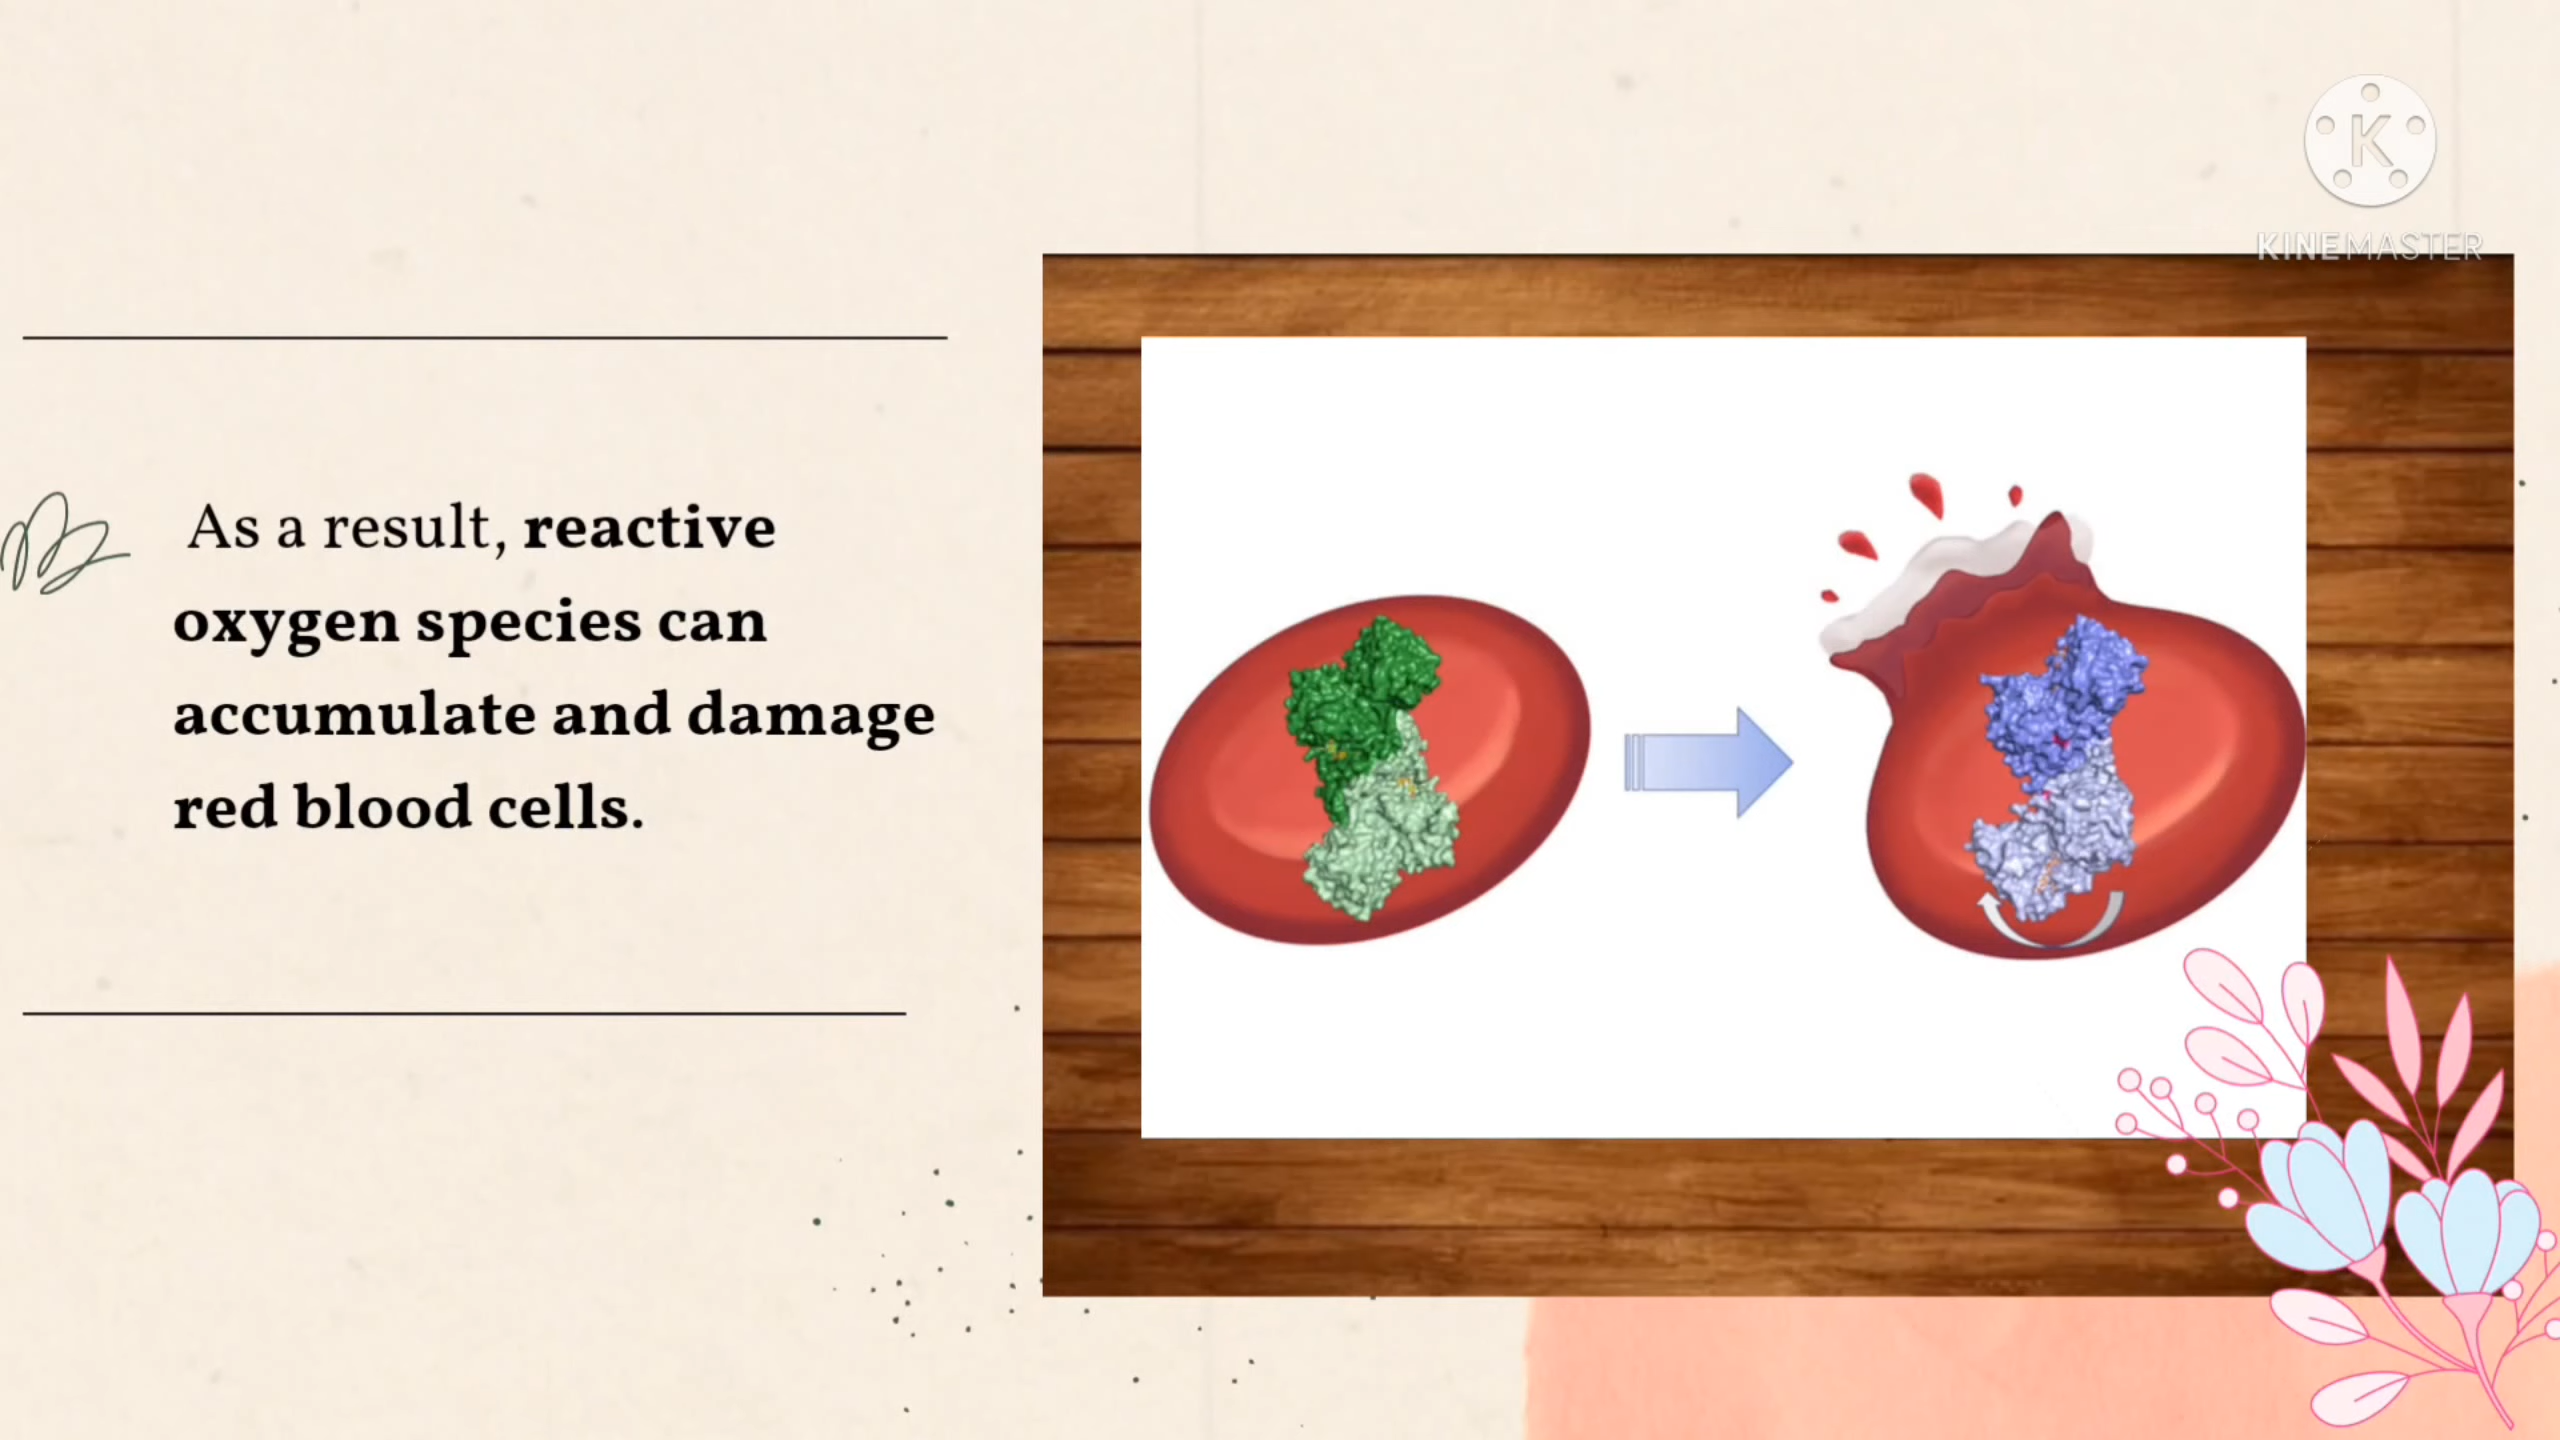 K
KINEMASTER
As a result, reactive
oxygen species can
accumulate and damage
red blood cells.